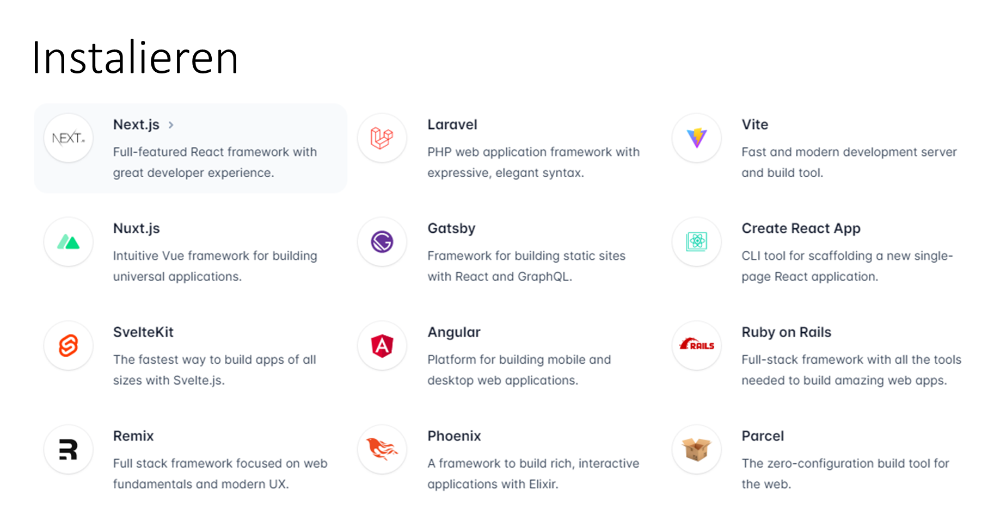 Instalieren
NEXT.JS
Next.js
Full-featured React framework with
great developer experience.
Laravel
PHP web application framework with
expressive, elegant syntax.
Vite
Fast and modern development server
and build tool.
Nuxt.js
Intuitive Vue framework for building
universal applications.
Gatsby
Framework for building static sites
with React and GraphQL.
Create React App
CLI tool for scaffolding a new single-
page React application.
SvelteKit
The fastest way to build apps of all
sizes with Svelte.js.
A
Angular
Platform for building mobile and
desktop web applications.
RAILS
Ruby on Rails
Full-stack framework with all the tools
needed to build amazing web apps.
R
Remix
Full stack framework focused on web
fundamentals and modern UX.
Phoenix
A framework to build rich, interactive
applications with Elixir.
Parcel
The zero-configuration build tool for
the web.